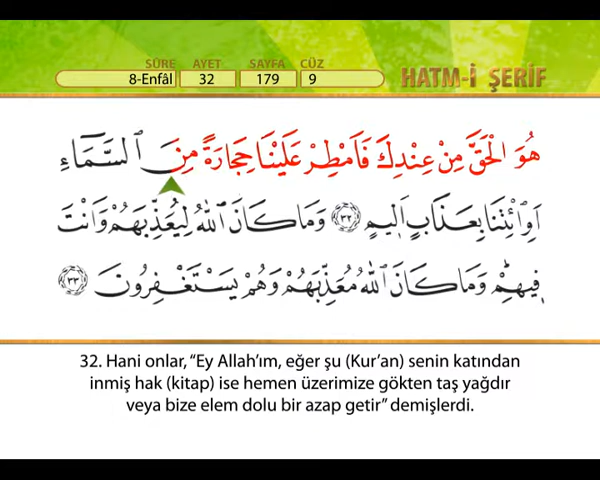 SÛRE AYET SAYFA CÜZ
8-Enfâl 32 179 9
HATM-İ ŞERİF
هُوَ الْحَقَّ مِنْ عِنْدِكَ فَاَمْطِرْ عَلَيْنَا حِجَارَةً مِنَ السَّمَٓاءِ
اَوِ ائْتِنَا بِعَذَابٍ اَل۪يمٍ ﴿٣٢﴾ وَمَا كَانَ اللّٰهُ لِيُعَذِّبَهُمْ وَاَنْتَ
ف۪يهِمْۜ وَمَا كَانَ اللّٰهُ مُعَذِّبَهُمْ وَهُمْ يَسْتَغْفِرُونَ ﴿٣٣﴾
32. Hani onlar, “Ey Allah’ım, eğer şu (Kur’an) senin katından
inmiş hak (kitap) ise hemen üzerimize gökten taş yağdır
veya bize elem dolu bir azap getir” demişlerdi.